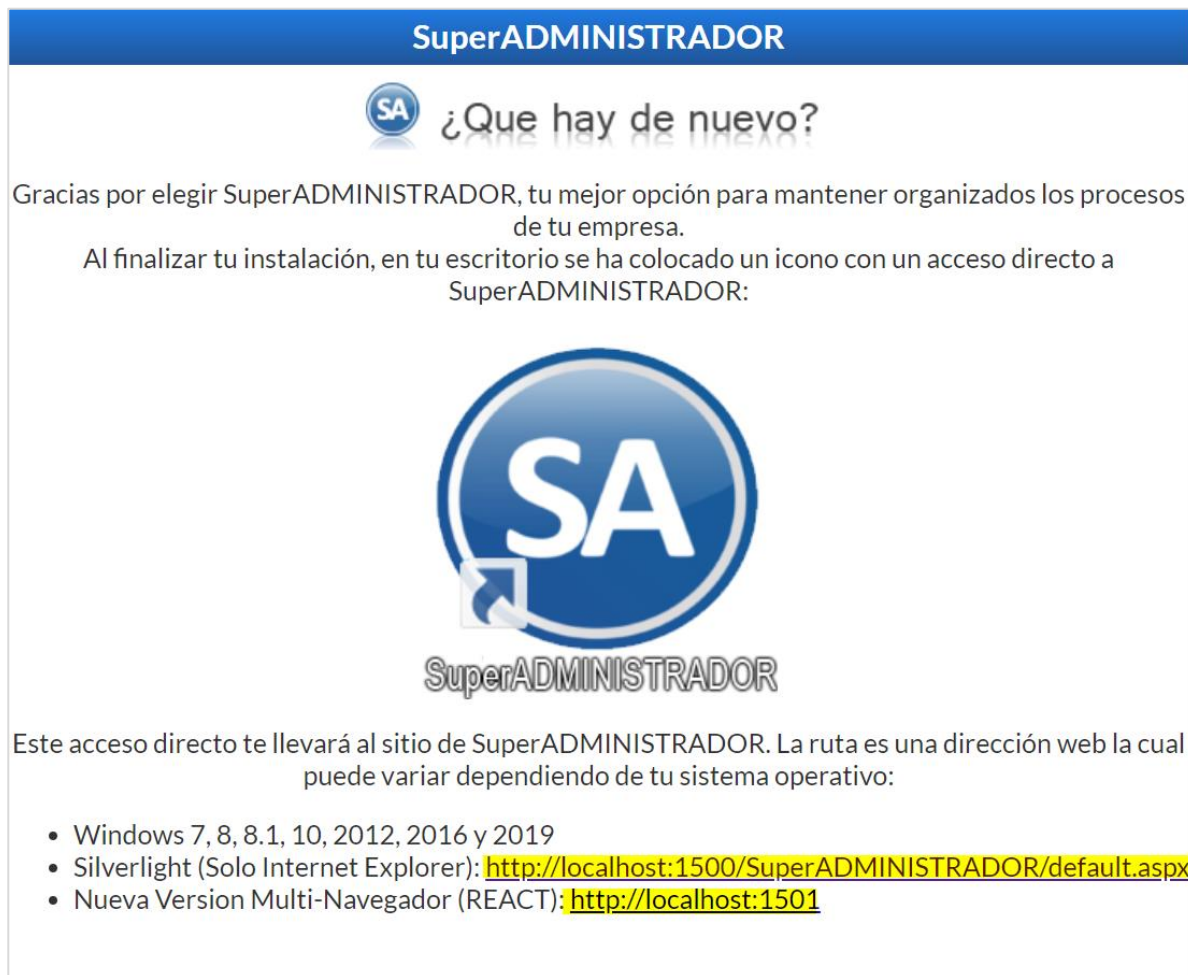 SuperADMINISTRADOR
SA ¿Que hay de nuevo?
Gracias por elegir SuperADMINISTRADOR, tu mejor opción para mantener organizados los procesos
de tu empresa.
Al finalizar tu instalación, en tu escritorio se ha colocado un icono con un acceso directo a
SuperADMINISTRADOR:
SA
SuperADMINISTRADOR
Este acceso directo te llevará al sitio de SuperADMINISTRADOR. La ruta es una dirección web la cual
puede variar dependiendo de tu sistema operativo:
• Windows 7, 8, 8.1, 10, 2012, 2016 y 2019
• Silverlight (Solo Internet Explorer): http://localhost:1500/SuperADMINISTRADOR/default.aspx
• Nueva Version Multi-Navegador (REACT): http://localhost:1501